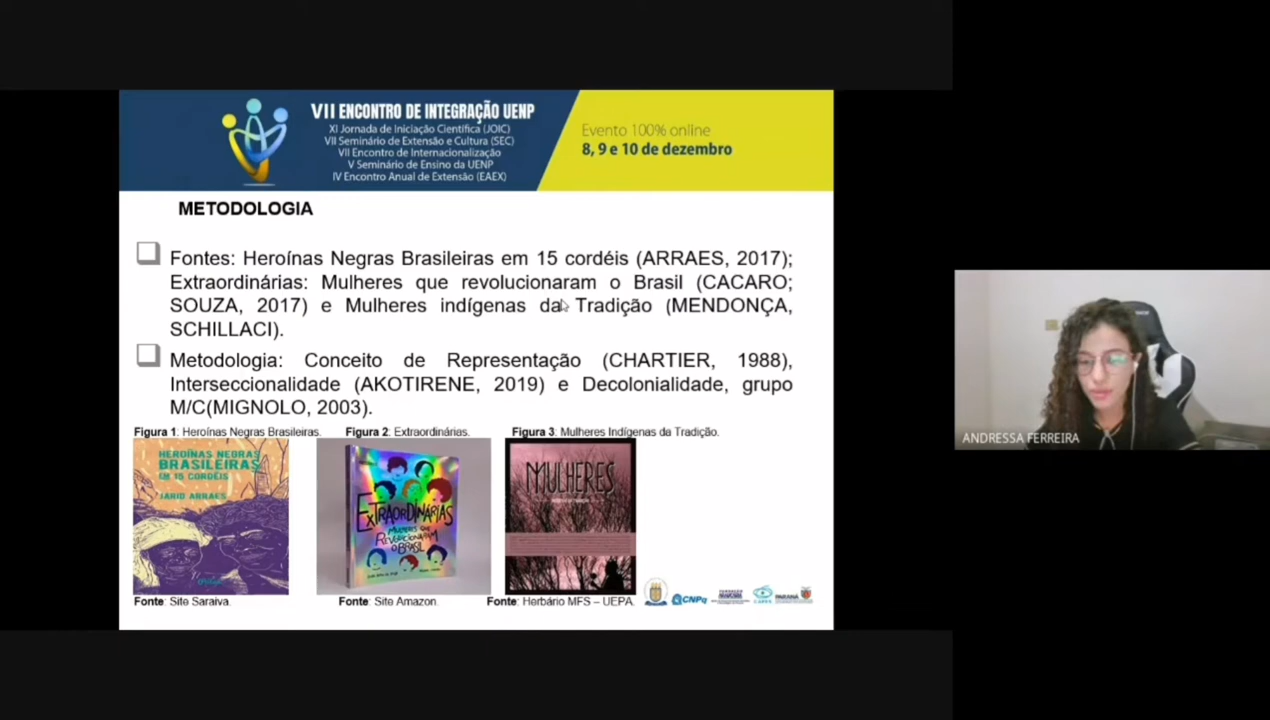 VII ENCONTRO DE INTEGRAÇÃO UENP
XI Jornada de Iniciação Científica (JOIC)
VII Seminário de Extensão e Cultura (SEC)
VII Encontro de Internacionalização
V Seminário de Ensino da UENP
IV Encontro Anual de Extensão (EAEX)
Evento 100% online
8, 9 e 10 de dezembro
METODOLOGIA
Fontes: Heroínas Negras Brasileiras em 15 cordéis (ARRAES, 2017);
Extraordinárias: Mulheres que revolucionaram o Brasil (CACARO;
SOUZA, 2017) e Mulheres indígenas da Tradição (MENDONÇA,
SCHILLACI).
Metodologia: Conceito de Representação (CHARTIER, 1988),
Interseccionalidade (AKOTIRENE, 2019) e Decolonialidade, grupo
M/C(MIGNOLO, 2003).
Figura 1: Heroínas Negras Brasileiras.
Figura 2: Extraordinárias.
Figura 3: Mulheres Indígenas da Tradição.
HEROÍNAS NEGRAS
BRASILEIRAS
EM 15 CORDÉIS
JARID ARRAES
EXTRAORDINÁRIAS
MULHERES QUE
REVOLUCIONARAM
O BRASIL
MULHERES
Fonte: Site Saraiva.
Fonte: Site Amazon.
Fonte: Herbário MFS – UEPA.
CNPq
PARANÁ
ANDRESSA FERREIRA